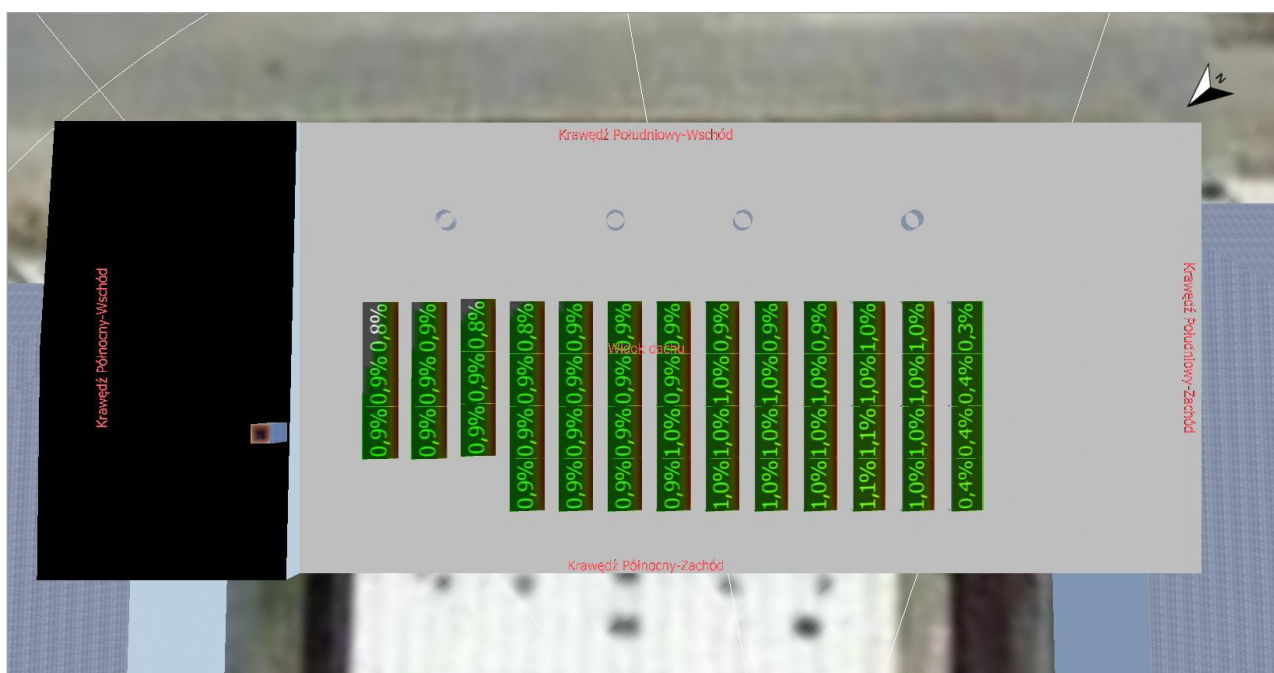 N
Krawędź Południowy-Wschód
Krawędź Północny-Wschód
0,9% 0,9% 0,8%
0,9% 0,9% 0,9%
0,9% 0,9% 0,8%
0,9% 0,9% 0,9% 0,8%
0,9% 0,9% 0,9% 0,9%
0,9% 0,9% 0,9% 0,9%
Widok dachu
0,9% 1,0% 0,9% 0,9%
1,0% 1,0% 1,0% 0,9%
1,0% 1,0% 1,0% 0,9%
1,0% 1,0% 1,0% 0,9%
1,1% 1,1% 1,0% 1,0%
1,0% 1,0% 1,0% 1,0%
0,4% 0,4% 0,4% 0,3%
Krawędź Południowy-Zachód
Krawędź Północny-Zachód